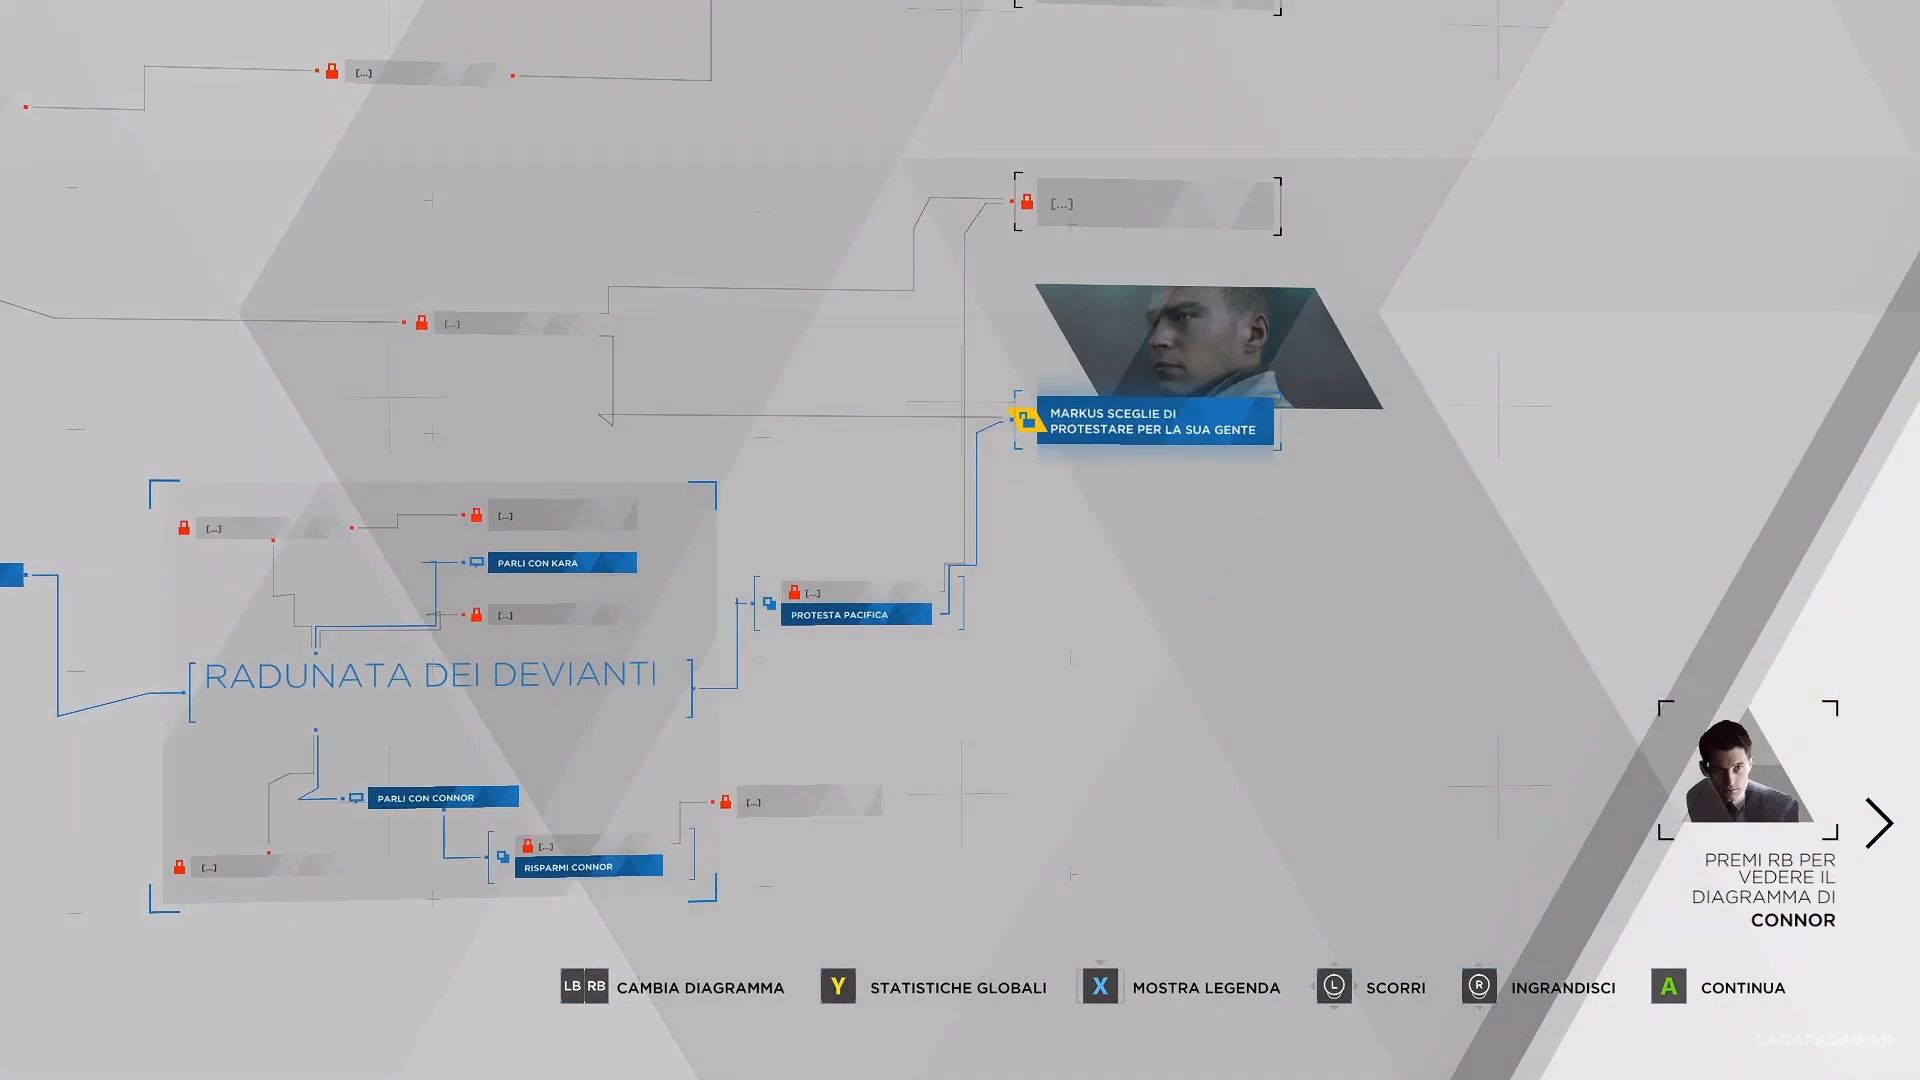 [...]
[...]
[...]
MARKUS SCEGLIE DI
PROTESTARE PER LA SUA GENTE
[...]
[...]
PARLI CON KARA
[...]
[...]
PROTESTA PACIFICA
RADUNATA DEI DEVIANTI
PARLI CON CONNOR
[...]
[...]
[...]
RISPARMI CONNOR
PREMI RB PER
VEDERE IL
DIAGRAMMA DI
CONNOR
LB RB CAMBIA DIAGRAMMA
Y STATISTICHE GLOBALI
X MOSTRA LEGENDA
L SCORRI
R INGRANDISCI
A CONTINUA
LARAPADAWAN